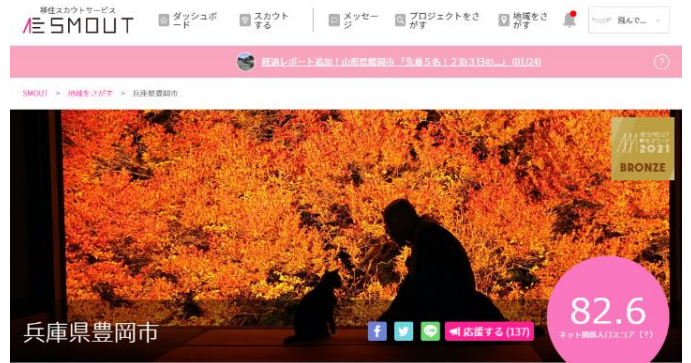 移住スカウトサービス
SMOUT
ダッシュボード
スカウトする
メッセージ
プロジェクトをさがす
地域をさがす
飛んで...
経過レポート追加！山形県鶴岡市 「先着５名！２泊３日の...」 (01/24)
?
SMOUT > 地域をさがす > 兵庫県豊岡市
SMOUT
2021
BRONZE
兵庫県豊岡市
f
LINE
応援する (137)
82.6
ネット関係人口スコア（？）